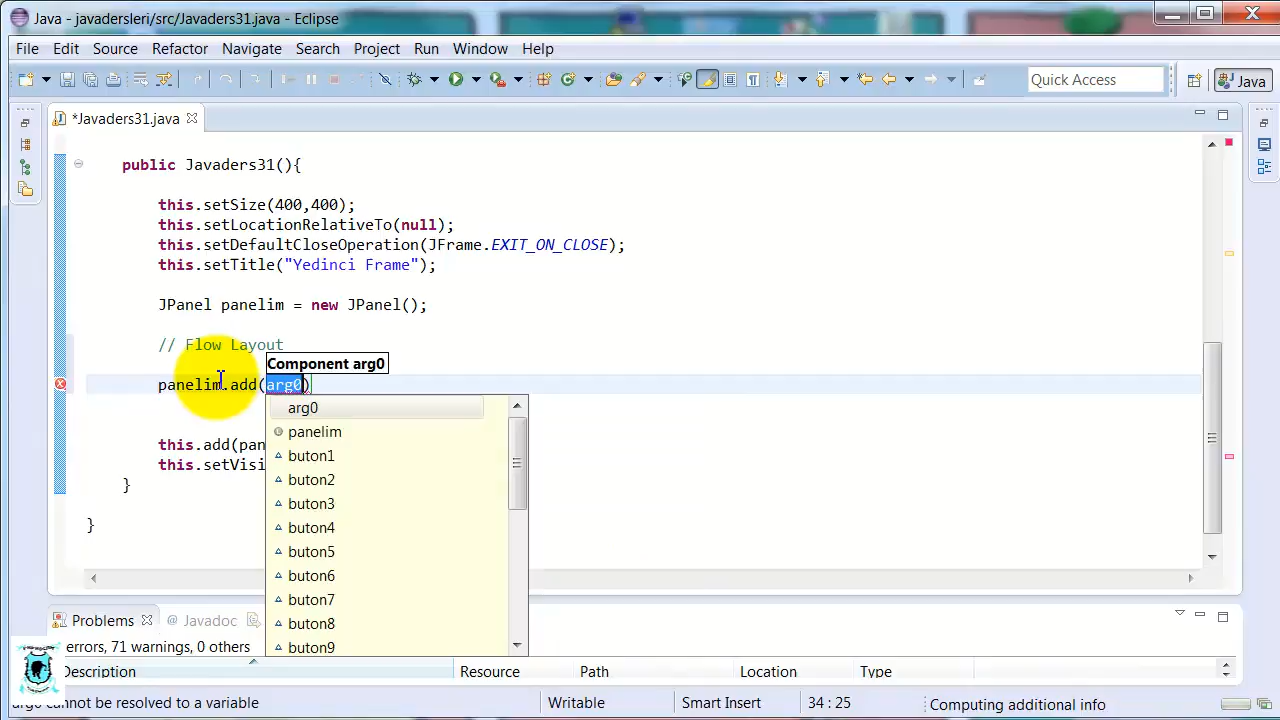 Java - javadersleri/src/Javaders31.java - Eclipse
File Edit Source Refactor Navigate Search Project Run Window Help
Quick Access
Java
*Javaders31.java
public Javaders31(){
this.setSize(400,400);
this.setLocationRelativeTo(null);
this.setDefaultCloseOperation(JFrame.EXIT_ON_CLOSE);
this.setTitle("Yedinci Frame");
JPanel panelim = new JPanel();
// Flow Layout
Component arg0
panelim.add(arg0)
arg0
panelim
buton1
buton2
buton3
buton4
buton5
buton6
buton7
buton8
buton9
this.add(pan
this.setVisi
}
}
Problems @ Javadoc
errors, 71 warnings, 0 others
Description Resource Path Location Type
arg0 cannot be resolved to a variable
Writable
Smart Insert
34 : 25
Computing additional info